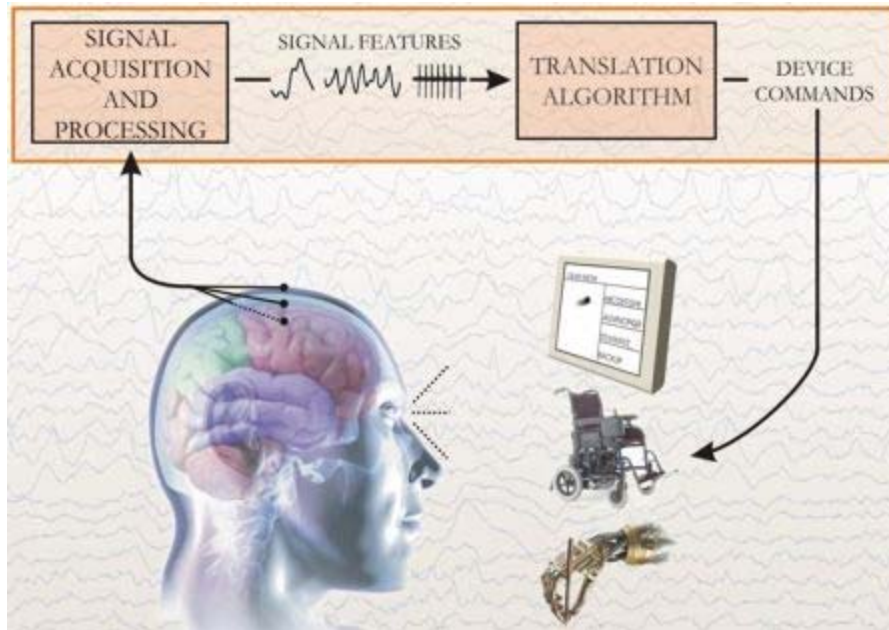 SIGNAL
ACQUISITION
AND
PROCESSING
SIGNAL FEATURES
TRANSLATION
ALGORITHM
DEVICE
COMMANDS